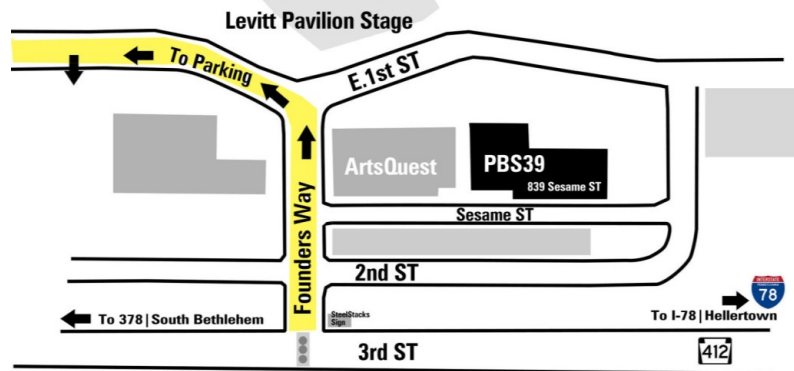 Levitt Pavilion Stage
To Parking
E.1st ST
ArtsQuest
PBS39
839 Sesame ST
Sesame ST
Founders Way
2nd ST
INTERSTATE
78
To 378|South Bethlehem
SteelStacks
Sign
To I-78|Hellertown
3rd ST
412